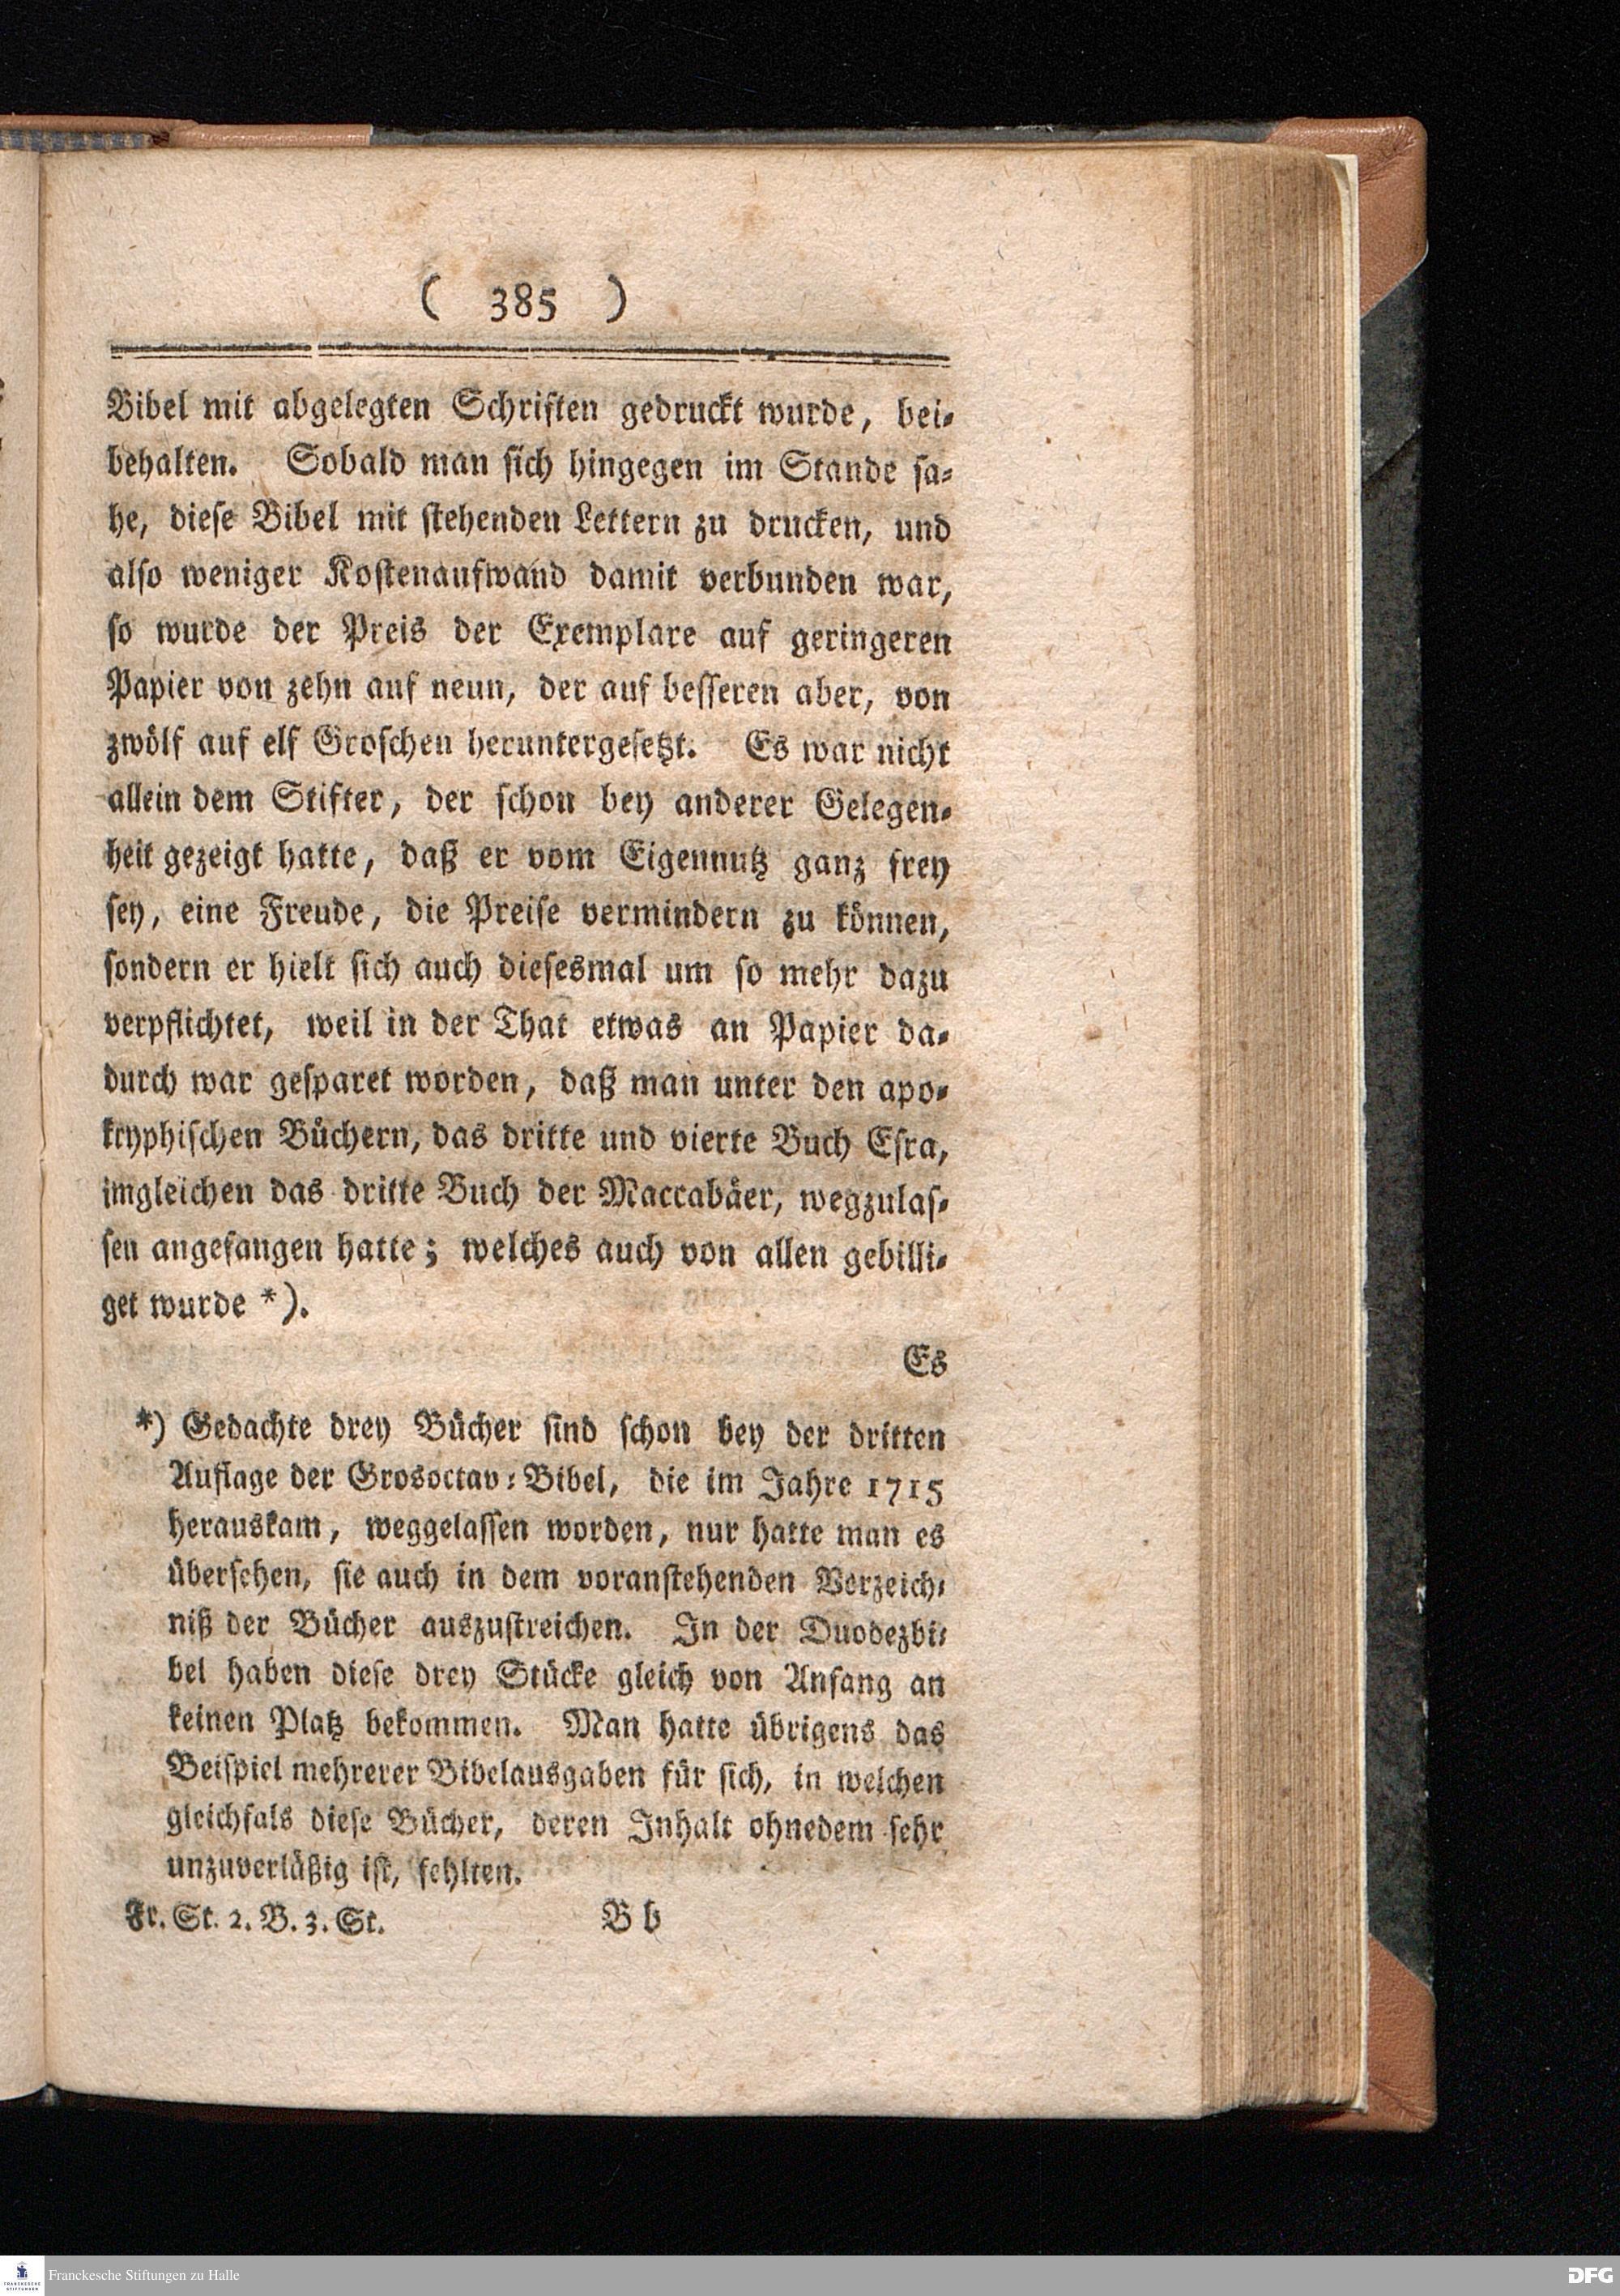 ( 385 )
Bibel mit abgelegten Schriften gedruckt wurde, bei-
behalten. Sobald man sich hingegen im Stande sa-
he, diese Bibel mit stehenden Lettern zu drucken, und
also weniger Kostenaufwand damit verbunden war,
so wurde der Preis der Exemplare auf geringeren
Papier von zehn auf neun, der auf besseren aber, von
zwölf auf elf Groschen heruntergesetzt. Es war nicht
allein dem Stifter, der schon bey anderer Gelegen-
heit gezeigt hatte, daß er vom Eigennutz ganz frey
sey, eine Freude, die Preise vermindern zu können,
sondern er hielt sich auch diesesmal um so mehr dazu
verpflichtet, weil in der That etwas an Papier da-
durch war gesparet worden, daß man unter den apo-
kryphischen Büchern, das dritte und vierte Buch Esra,
imgleichen das dritte Buch der Maccabäer, wegzulas-
sen angefangen hatte; welches auch von allen gebilli-
get wurde *).
Es
*) Gedachte drey Bücher sind schon bey der dritten
Auflage der Grosoctav-Bibel, die im Jahre 1715
herauskam, weggelassen worden, nur hatte man es
übersehen, sie auch in dem voranstehenden Verzeich-
niß der Bücher auszustreichen. In der Duodezbi-
bel haben diese drey Stücke gleich von Anfang an
keinen Platz bekommen. Man hatte übrigens das
Beispiel mehrerer Bibelausgaben für sich, in welchen
gleichfals diese Bücher, deren Inhalt ohnedem sehr
unzuverläßig ist, fehlten.
Fr. St. 2. B. 3. St. B b
FRANCKESCHE STIFTUNGEN
Franckesche Stiftungen zu Halle
DFG